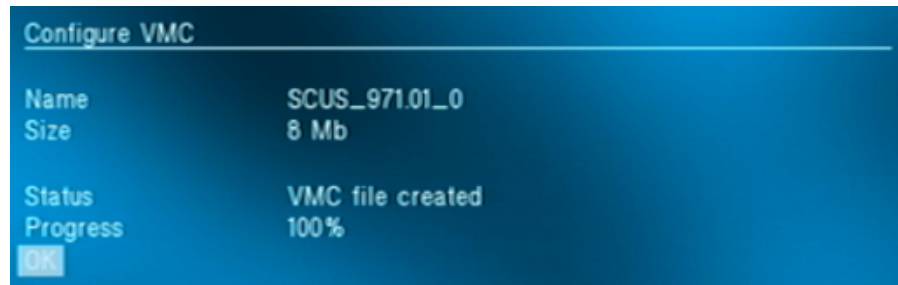 Configure VMC
Name SCUS_971.01_0
Size 8 Mb
Status VMC file created
Progress 100%
OK